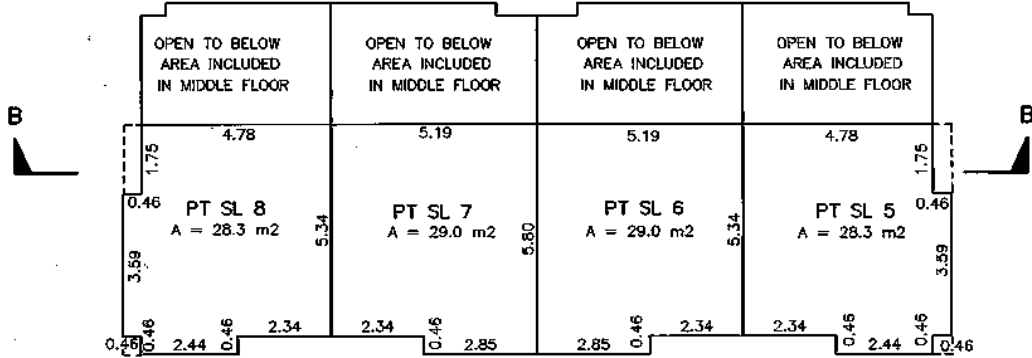 OPEN TO BELOW
AREA INCLUDED
IN MIDDLE FLOOR
OPEN TO BELOW
AREA INCLUDED
IN MIDDLE FLOOR
OPEN TO BELOW
AREA INCLUDED
IN MIDDLE FLOOR
OPEN TO BELOW
AREA INCLUDED
IN MIDDLE FLOOR
B
B
4.78
5.19
5.19
4.78
1.75
1.75
0.46
0.46
PT SL 8
A = 28.3 m2
PT SL 7
A = 29.0 m2
PT SL 6
A = 29.0 m2
PT SL 5
A = 28.3 m2
3.59
5.34
5.80
5.34
3.59
0.46
0.46
2.44
0.46
2.34
2.34
0.46
2.85
2.85
0.46
2.34
2.34
0.46
2.44
0.46
0.46